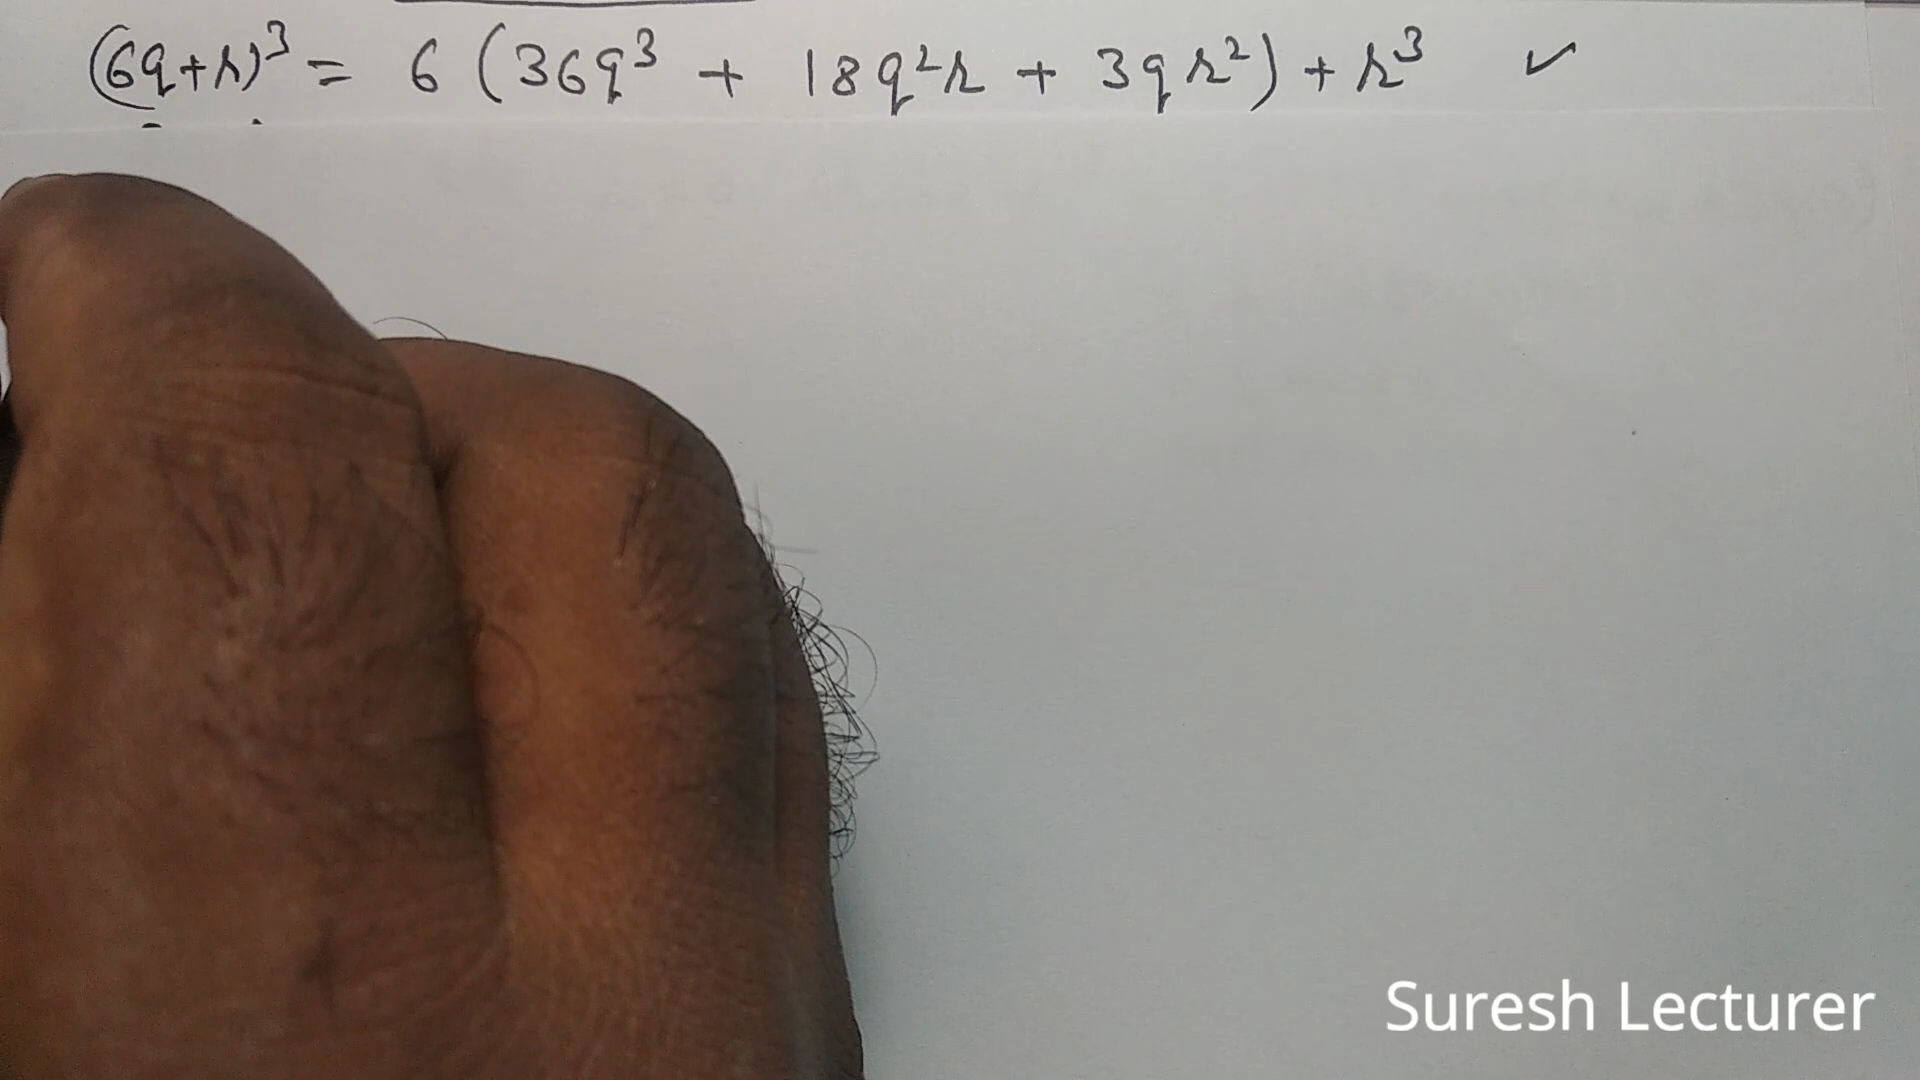 (6q+r)³ = 6 (36q³ + 18q²r + 3qr²) + r³ ✓
Suresh Lecturer